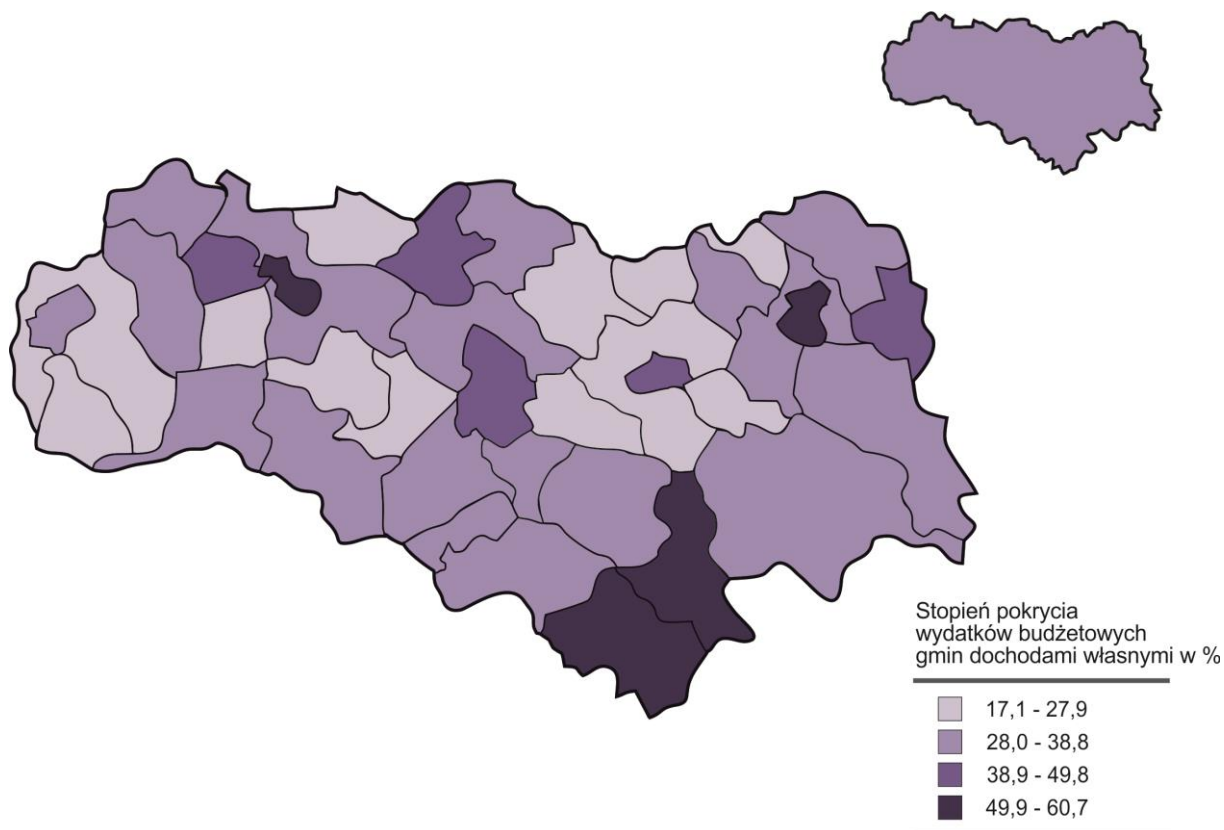 Stopień pokrycia
wydatków budżetowych
gmin dochodami własnymi w %
17,1 - 27,9
28,0 - 38,8
38,9 - 49,8
49,9 - 60,7